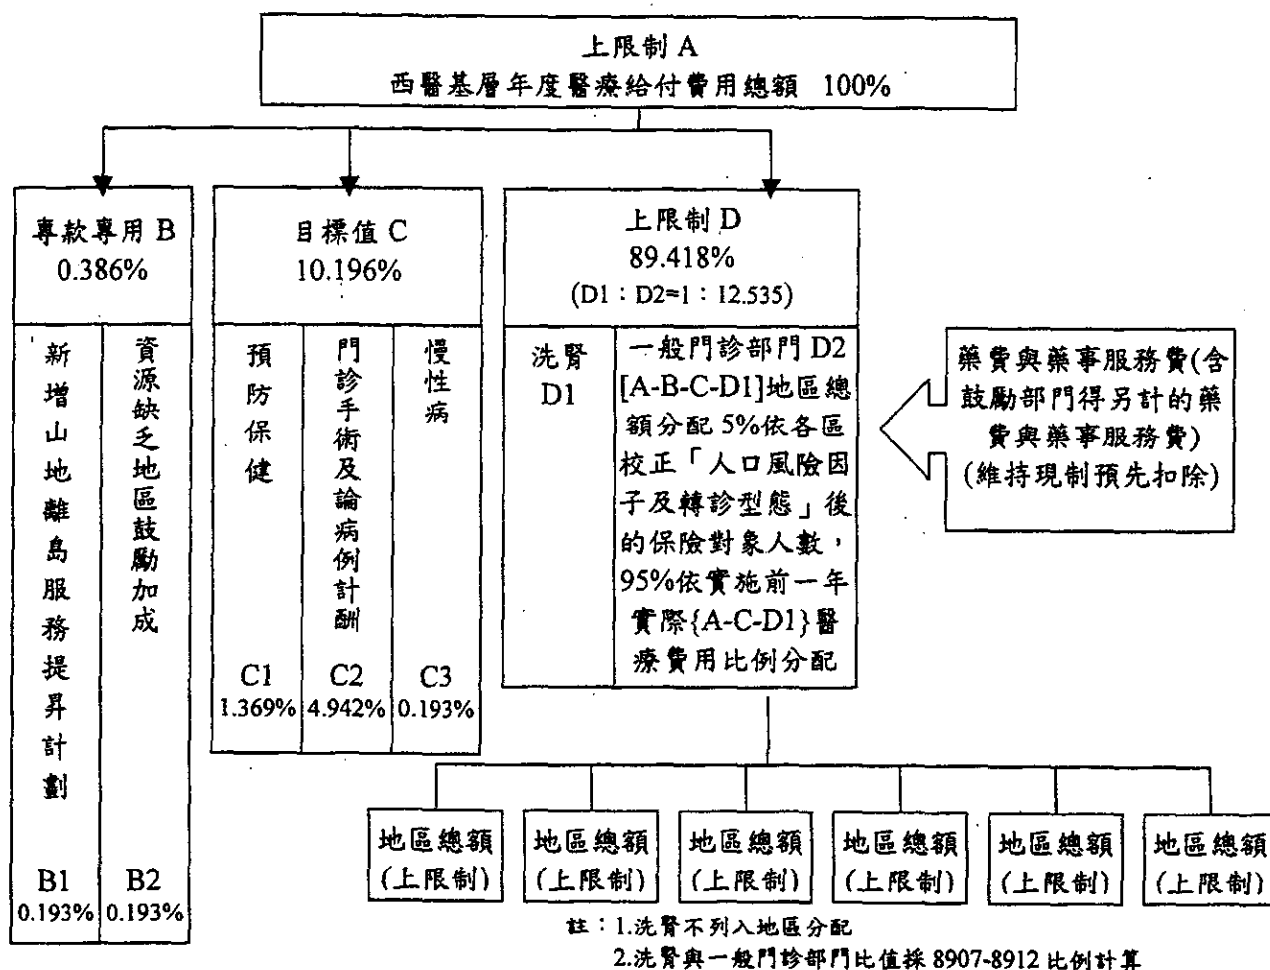 上限制 A
西醫基層年度醫療給付費用總額 100%
專款專用 B
0.386%
新增山地離島服務提昇計劃
B1
0.193%
資源缺乏地區鼓勵加成
B2
0.193%
目標值 C
10.196%
預防保健
C1
1.369%
門診手術及論病例計酬
C2
4.942%
慢性病
C3
0.193%
上限制 D
89.418%
(D1：D2=1：12.535)
洗腎
D1
一般門診部門 D2
[A-B-C-D1]地區總
額分配 5%依各區
校正「人口風險因
子及轉診型態」後
的保險對象人數，
95%依實施前一年
實際{A-C-D1}醫
療費用比例分配
藥費與藥事服務費(含
鼓勵部門得另計的藥
費與藥事服務費)
(維持現制預先扣除)
地區總額
(上限制)
地區總額
(上限制)
地區總額
(上限制)
地區總額
(上限制)
地區總額
(上限制)
地區總額
(上限制)
註：1.洗腎不列入地區分配
2.洗腎與一般門診部門比值採 8907-8912 比例計算